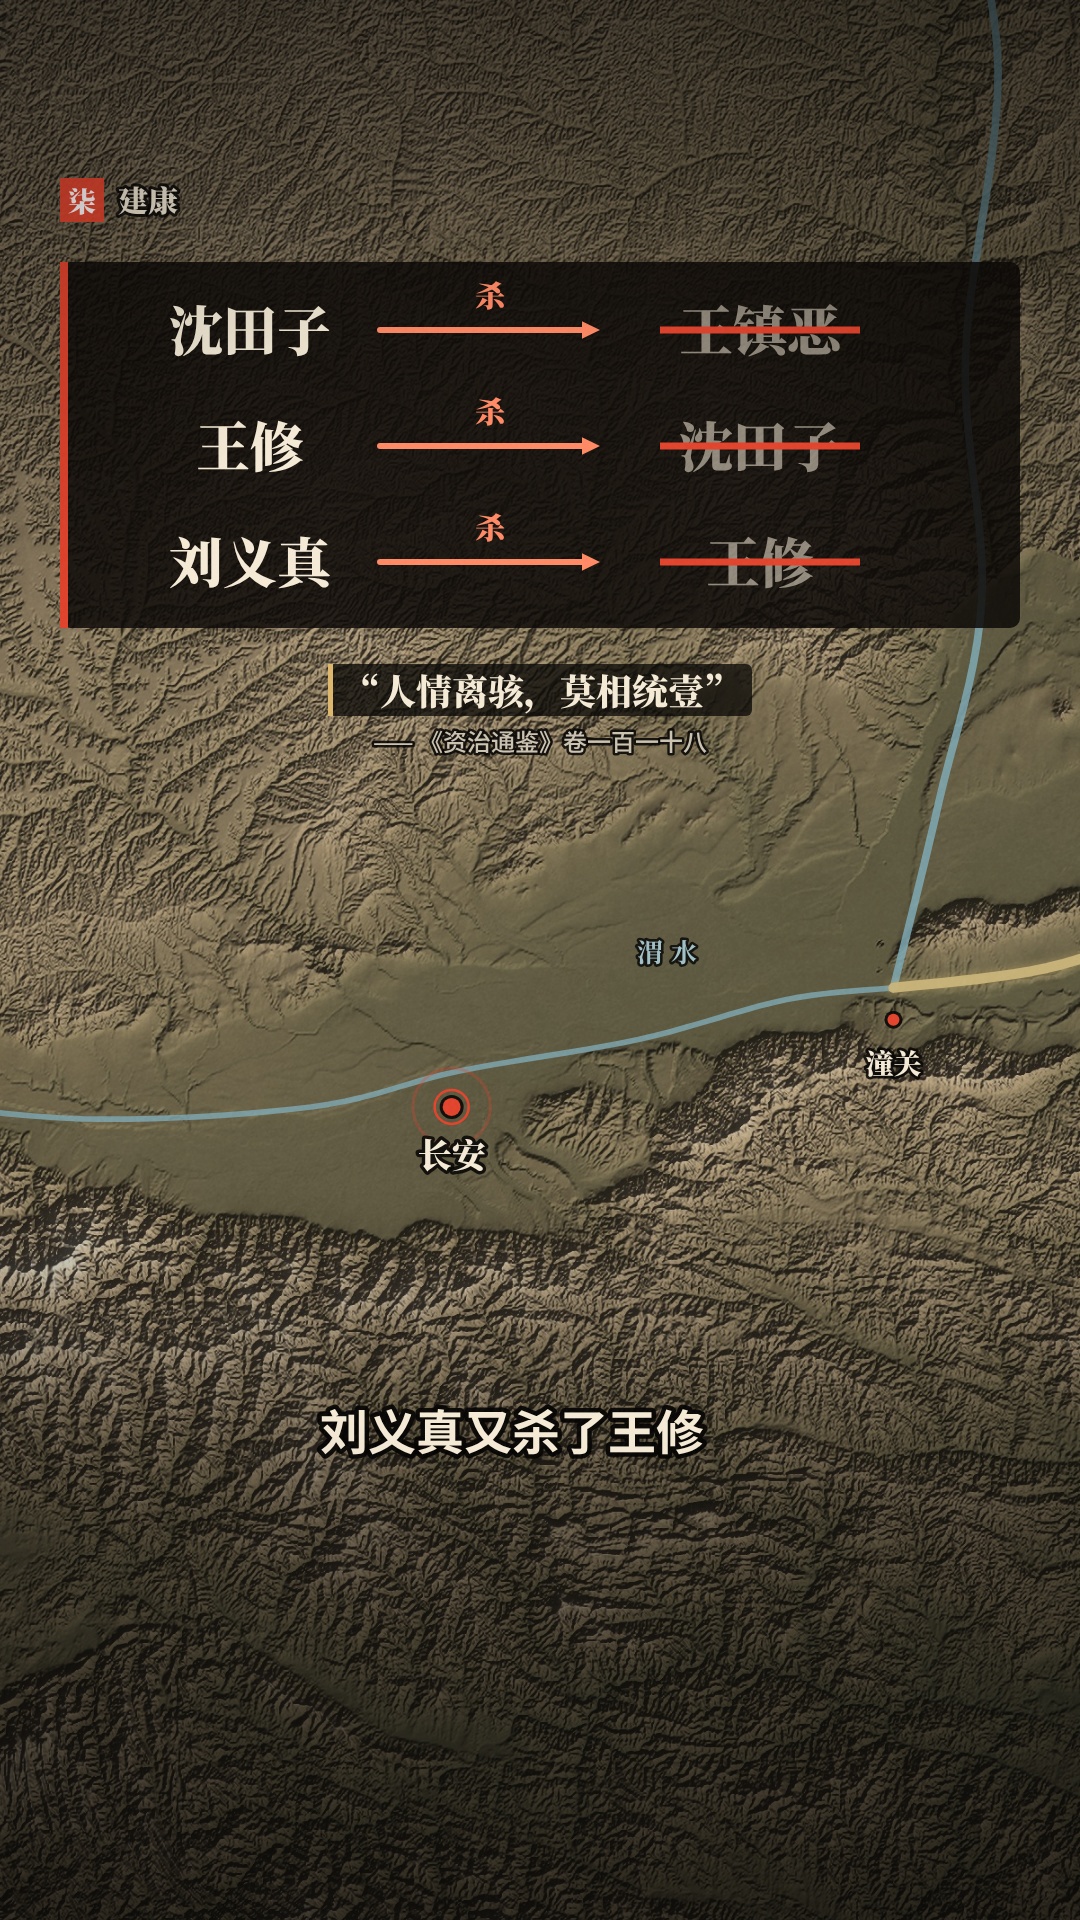 柒 建康
沈田子 杀 王镇恶
王修 杀 沈田子
刘义真 杀 王修
“人情离骇，莫相统壹”
—— 《资治通鉴》卷一百一十八
渭水
潼关
长安
刘义真又杀了王修